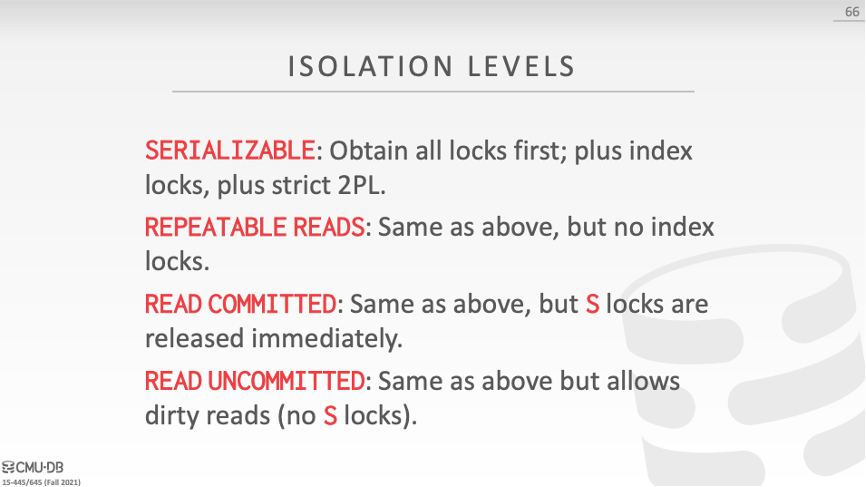 66
ISOLATION LEVELS
SERIALIZABLE: Obtain all locks first; plus index
locks, plus strict 2PL.
REPEATABLE READS: Same as above, but no index
locks.
READ COMMITTED: Same as above, but S locks are
released immediately.
READ UNCOMMITTED: Same as above but allows
dirty reads (no S locks).
CMU·DB
15-445/645 (Fall 2021)